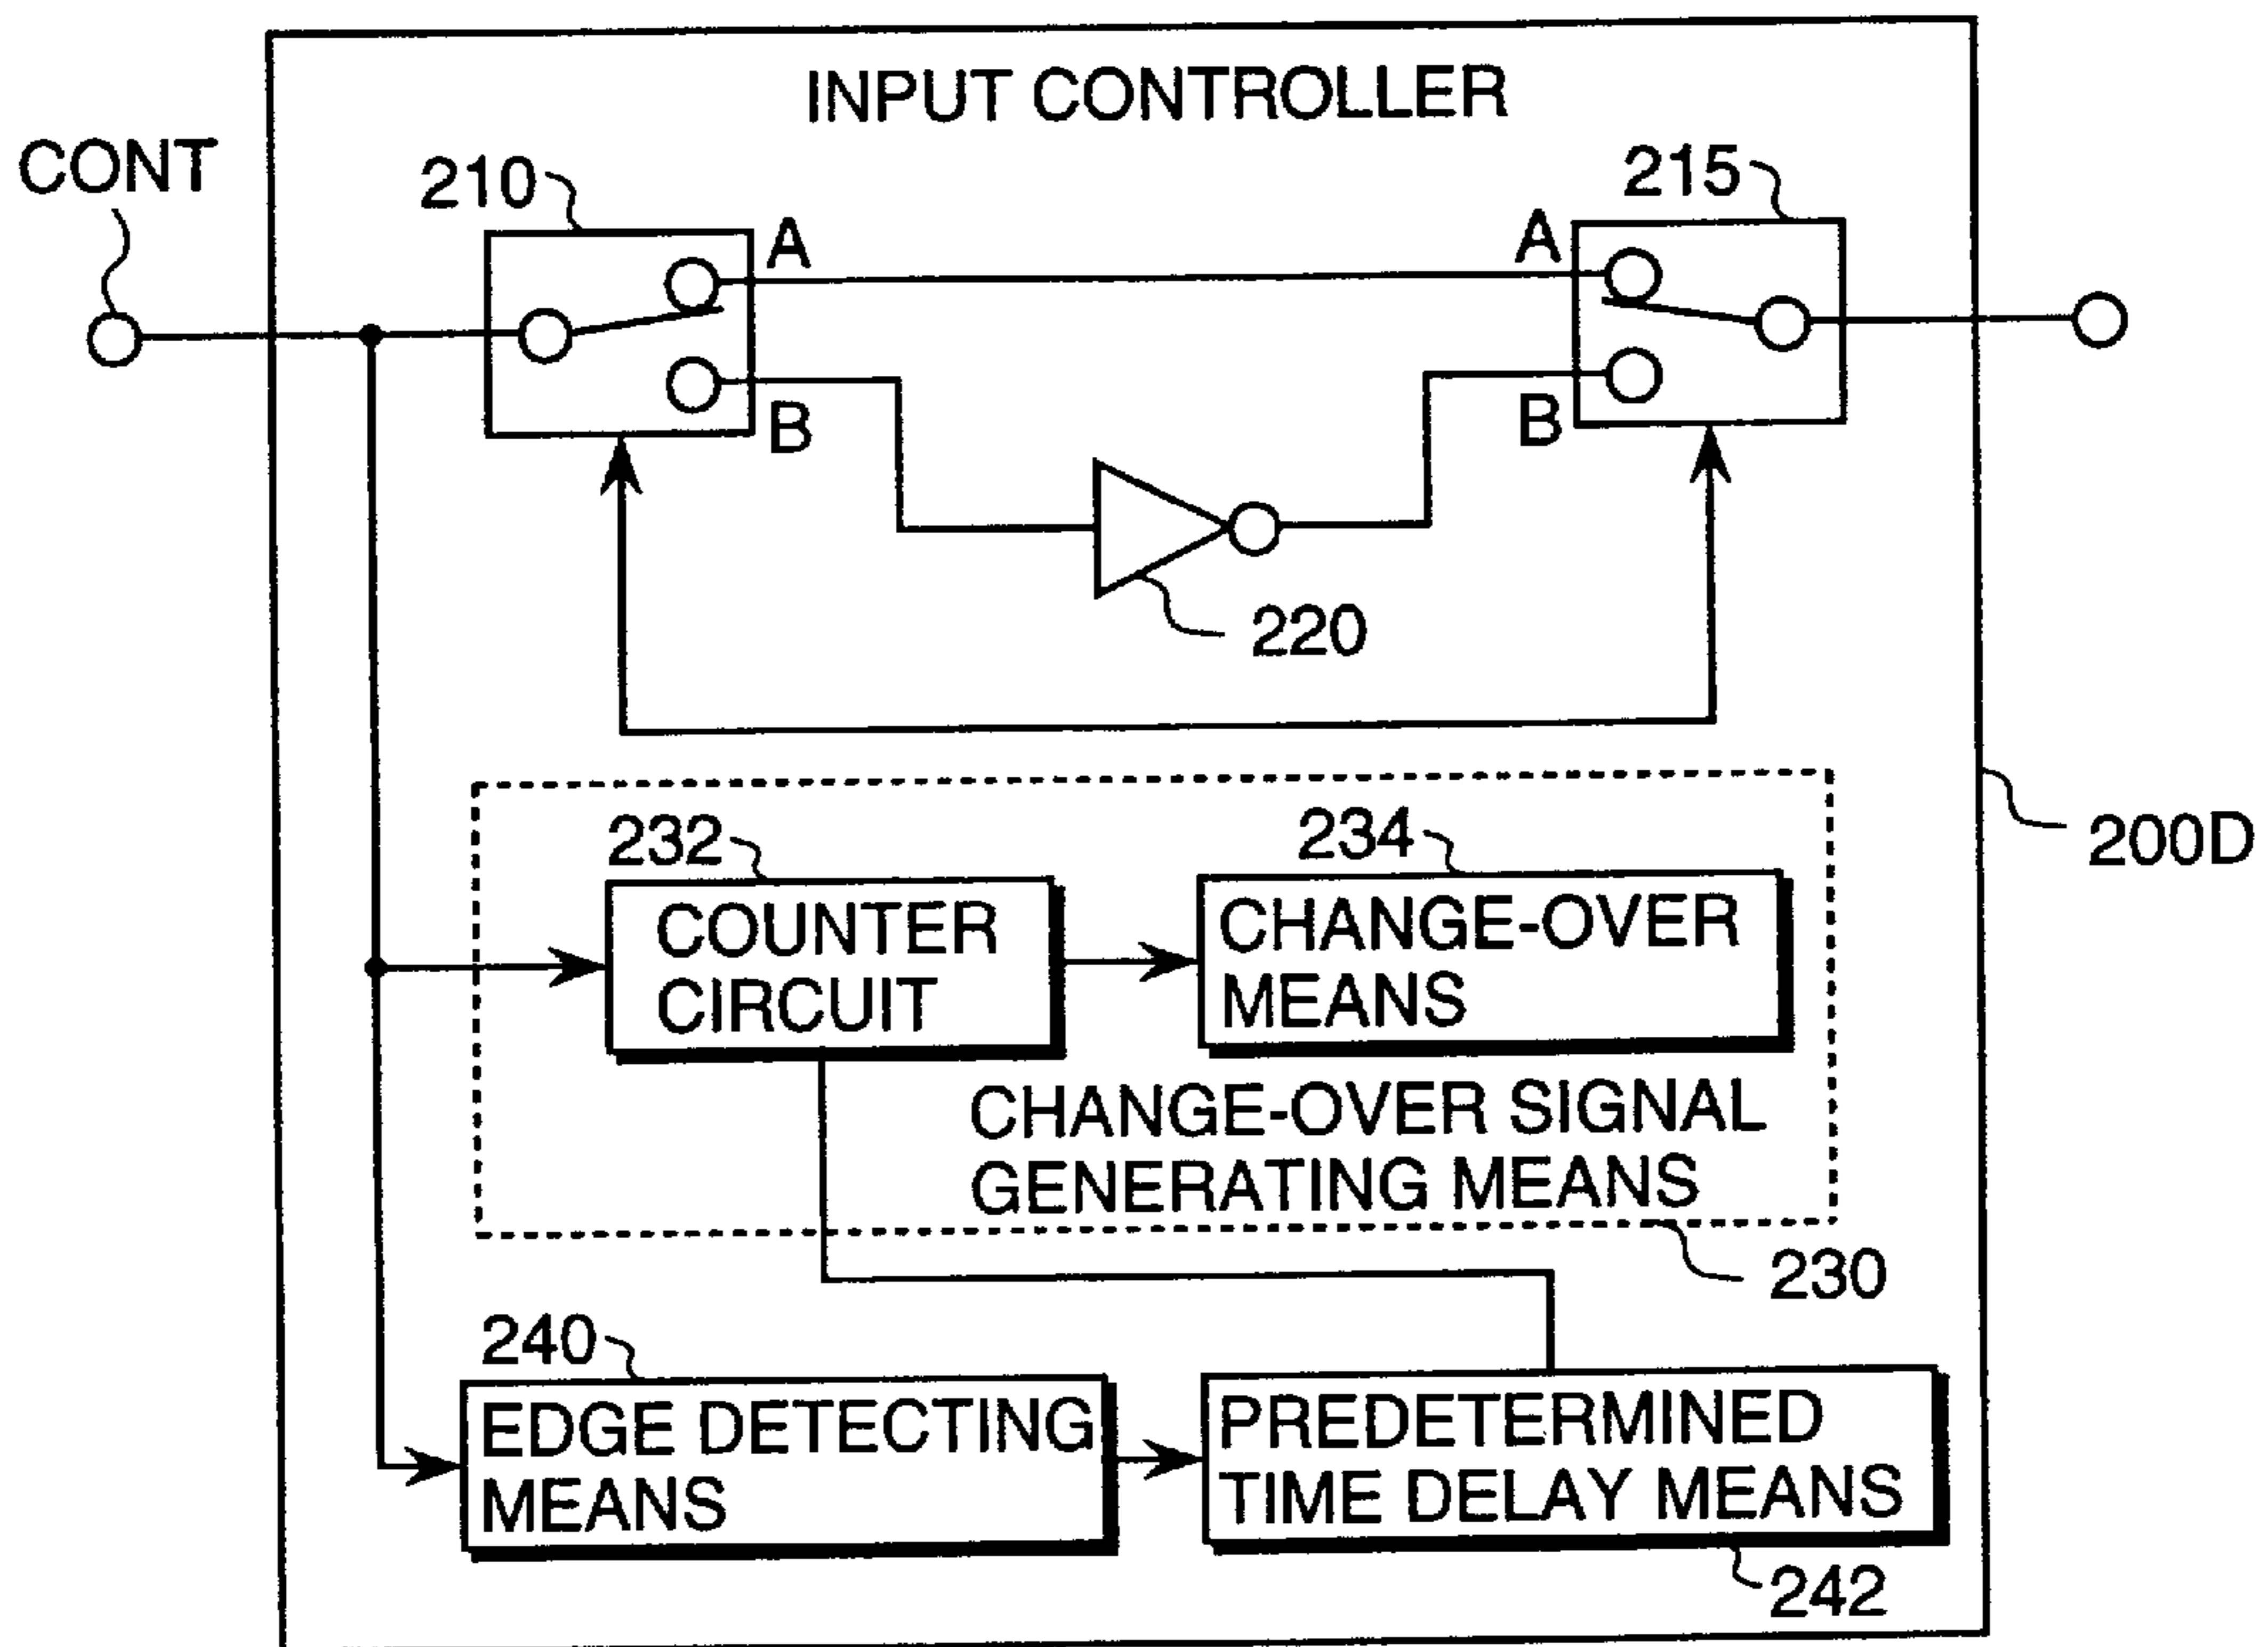 INPUT CONTROLLER
CONT
210
215
A
A
B
B
220
200D
232
234
COUNTER
CIRCUIT
CHANGE-OVER
MEANS
CHANGE-OVER SIGNAL
GENERATING MEANS
230
240
EDGE DETECTING
MEANS
PREDETERMINED
TIME DELAY MEANS
242